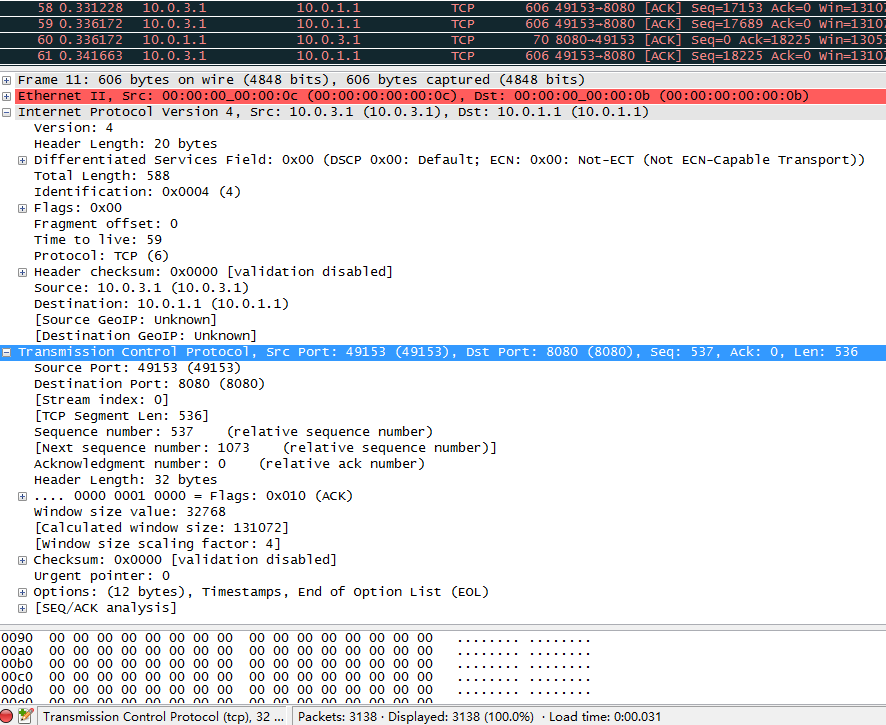 58 0.331228 10.0.3.1 10.0.1.1 TCP 606 49153→8080 [ACK] Seq=17153 Ack=0 Win=13107
59 0.336172 10.0.3.1 10.0.1.1 TCP 606 49153→8080 [ACK] Seq=17689 Ack=0 Win=13107
60 0.336172 10.0.1.1 10.0.3.1 TCP 70 8080→49153 [ACK] Seq=0 Ack=18225 Win=13053
61 0.341663 10.0.3.1 10.0.1.1 TCP 606 49153→8080 [ACK] Seq=18225 Ack=0 Win=13107
Frame 11: 606 bytes on wire (4848 bits), 606 bytes captured (4848 bits)
Ethernet II, Src: 00:00:00_00:00:0c (00:00:00:00:00:0c), Dst: 00:00:00_00:00:0b (00:00:00:00:00:0b)
Internet Protocol Version 4, Src: 10.0.3.1 (10.0.3.1), Dst: 10.0.1.1 (10.0.1.1)
Version: 4
Header Length: 20 bytes
Differentiated Services Field: 0x00 (DSCP 0x00: Default; ECN: 0x00: Not-ECT (Not ECN-Capable Transport))
Total Length: 588
Identification: 0x0004 (4)
Flags: 0x00
Fragment offset: 0
Time to live: 59
Protocol: TCP (6)
Header checksum: 0x0000 [validation disabled]
Source: 10.0.3.1 (10.0.3.1)
Destination: 10.0.1.1 (10.0.1.1)
[Source GeoIP: Unknown]
[Destination GeoIP: Unknown]
Transmission Control Protocol, Src Port: 49153 (49153), Dst Port: 8080 (8080), Seq: 537, Ack: 0, Len: 536
Source Port: 49153 (49153)
Destination Port: 8080 (8080)
[Stream index: 0]
[TCP Segment Len: 536]
Sequence number: 537 (relative sequence number)
[Next sequence number: 1073 (relative sequence number)]
Acknowledgment number: 0 (relative ack number)
Header Length: 32 bytes
.... 0000 0001 0000 = Flags: 0x010 (ACK)
Window size value: 32768
[Calculated window size: 131072]
[Window size scaling factor: 4]
Checksum: 0x0000 [validation disabled]
Urgent pointer: 0
Options: (12 bytes), Timestamps, End of Option List (EOL)
[SEQ/ACK analysis]
0090 00 00 00 00 00 00 00 00 00 00 00 00 00 00 00 00 ........ ........
00a0 00 00 00 00 00 00 00 00 00 00 00 00 00 00 00 00 ........ ........
00b0 00 00 00 00 00 00 00 00 00 00 00 00 00 00 00 00 ........ ........
00c0 00 00 00 00 00 00 00 00 00 00 00 00 00 00 00 00 ........ ........
00d0 00 00 00 00 00 00 00 00 00 00 00 00 00 00 00 00 ........ ........
Transmission Control Protocol (tcp), 32 ... Packets: 3138 · Displayed: 3138 (100.0%) · Load time: 0:00.031